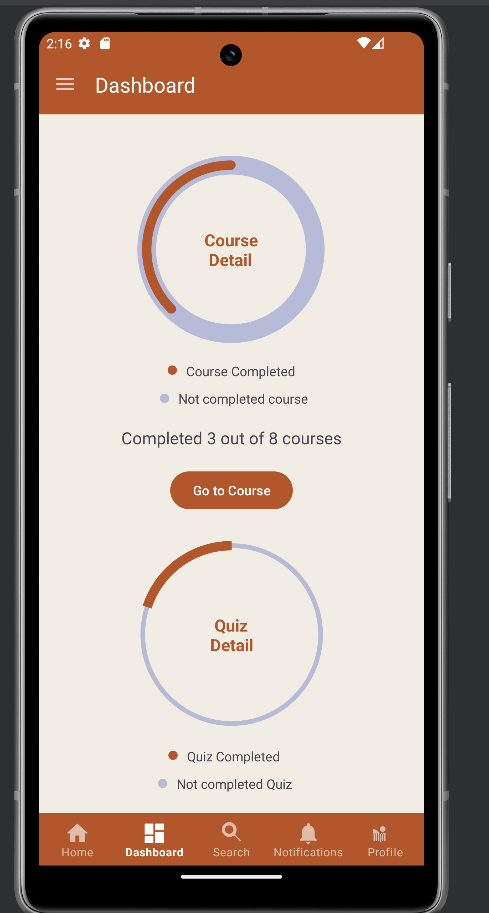 2:16
Dashboard
Course
Detail
Course Completed
Not completed course
Completed 3 out of 8 courses
Go to Course
Quiz
Detail
Quiz Completed
Not completed Quiz
Home
Dashboard
Search
Notifications
Profile